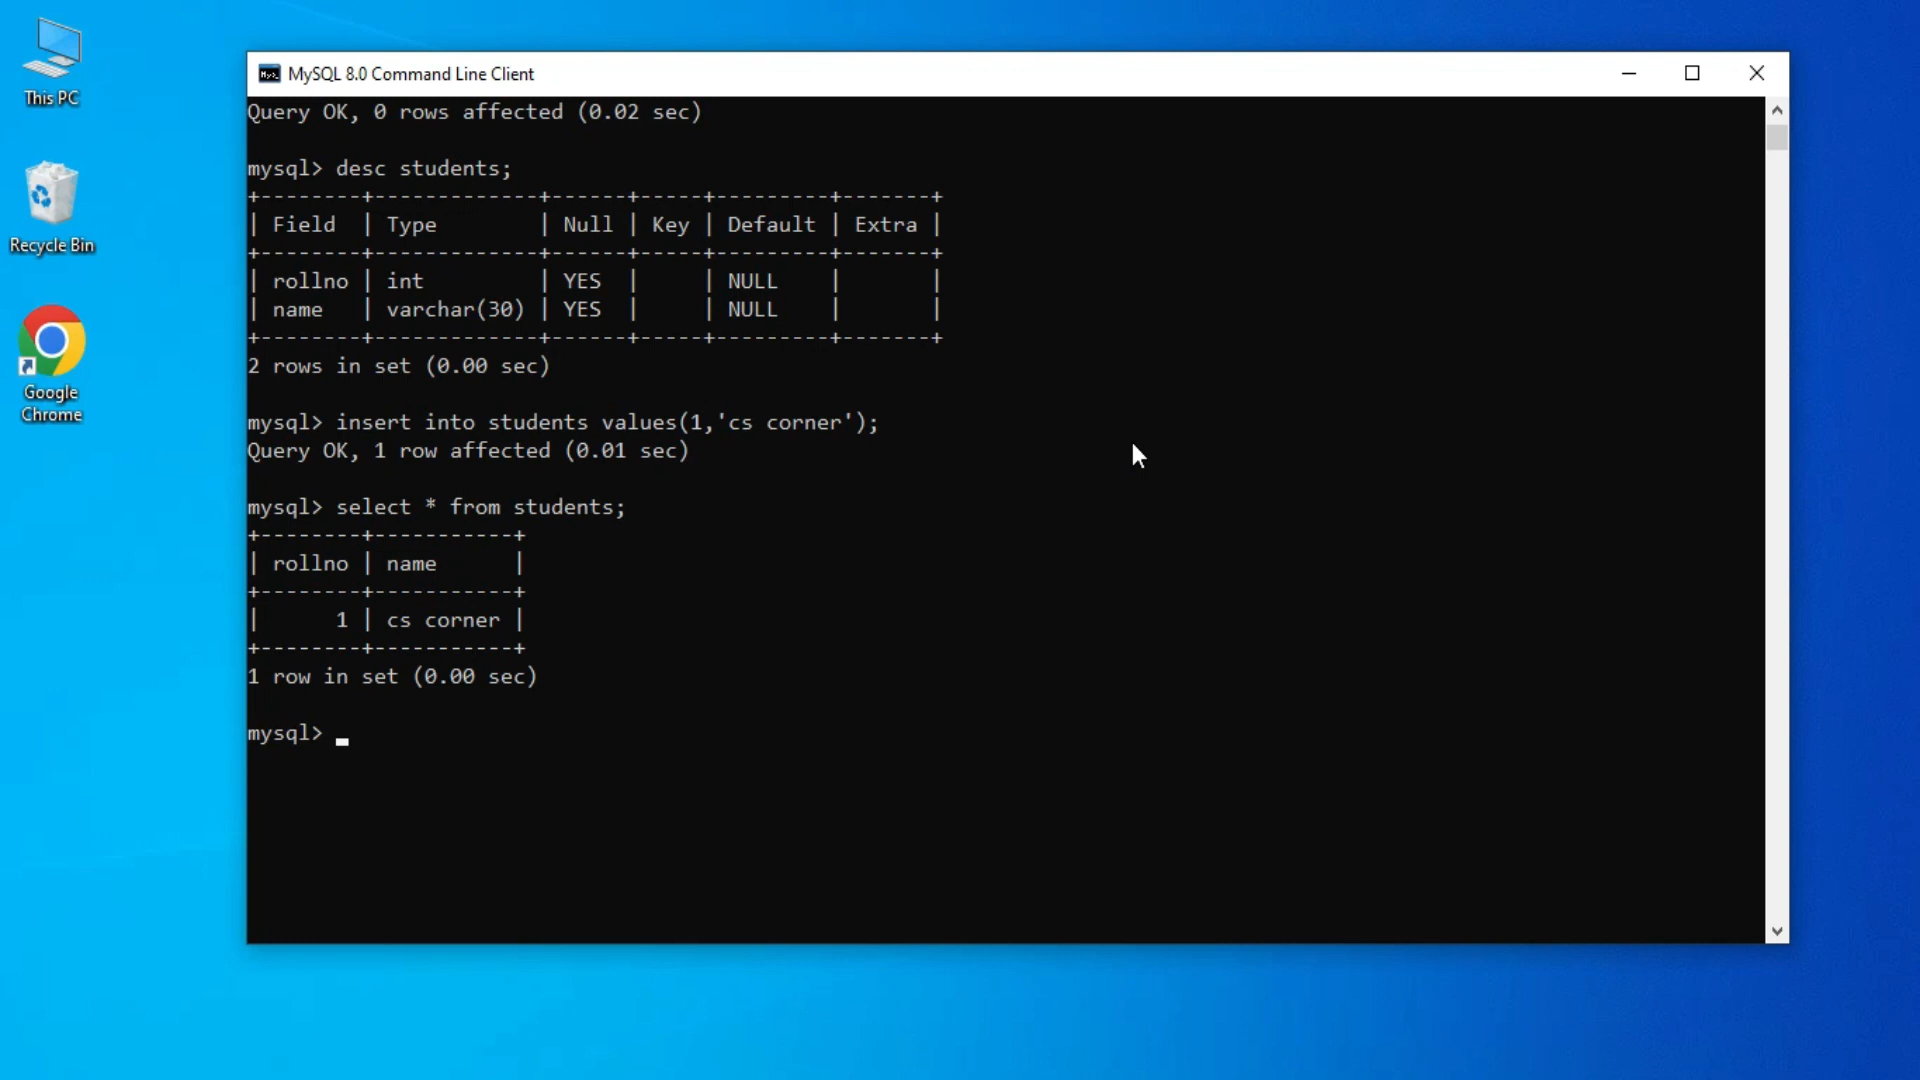 This PC
Recycle Bin
Google
Chrome
MySQL 8.0 Command Line Client
Query OK, 0 rows affected (0.02 sec)
mysql> desc students;
+--------+-------------+------+-----+---------+-------+
| Field  | Type        | Null | Key | Default | Extra |
+--------+-------------+------+-----+---------+-------+
| rollno | int         | YES  |     | NULL    |       |
| name   | varchar(30) | YES  |     | NULL    |       |
+--------+-------------+------+-----+---------+-------+
2 rows in set (0.00 sec)
mysql> insert into students values(1,'cs corner');
Query OK, 1 row affected (0.01 sec)
mysql> select * from students;
+--------+-----------+
| rollno | name      |
+--------+-----------+
|      1 | cs corner |
+--------+-----------+
1 row in set (0.00 sec)
mysql>